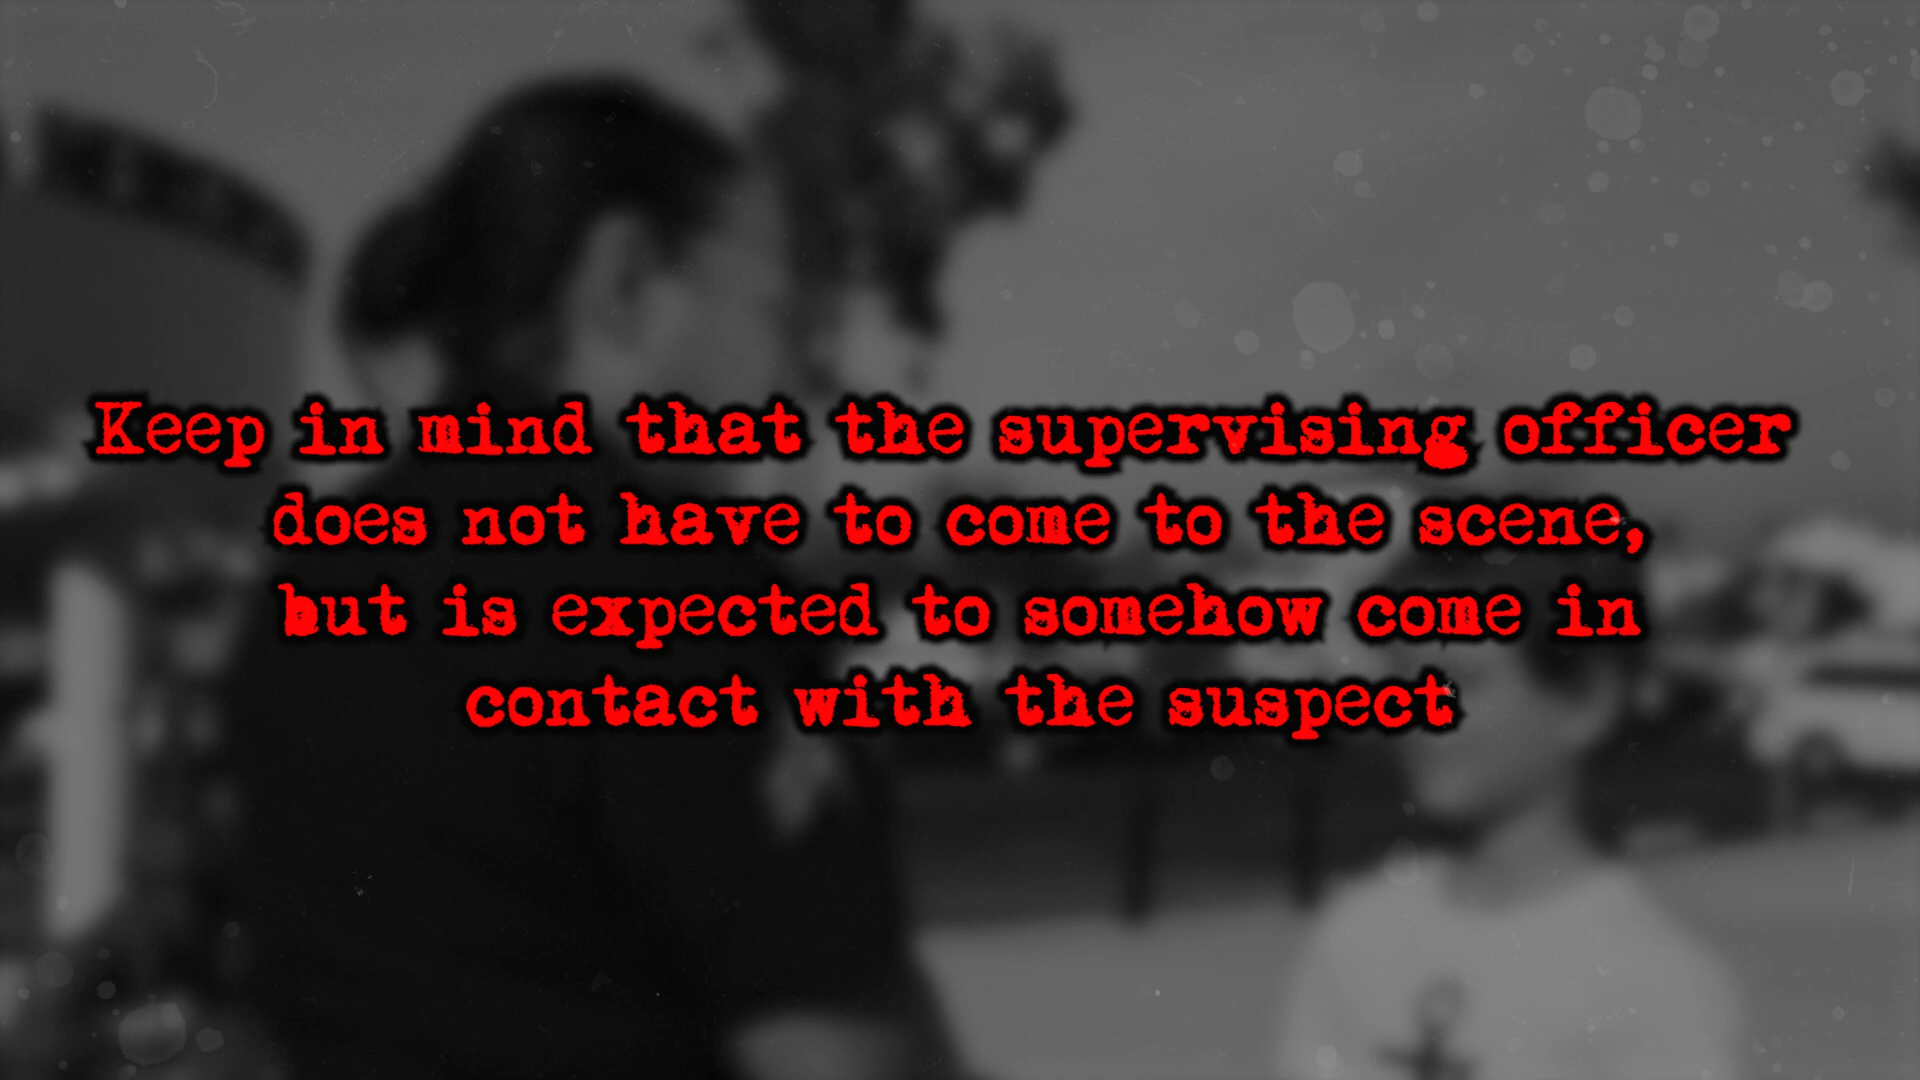 Keep in mind that the supervising officer
does not have to come to the scene,
but is expected to somehow come in
contact with the suspect